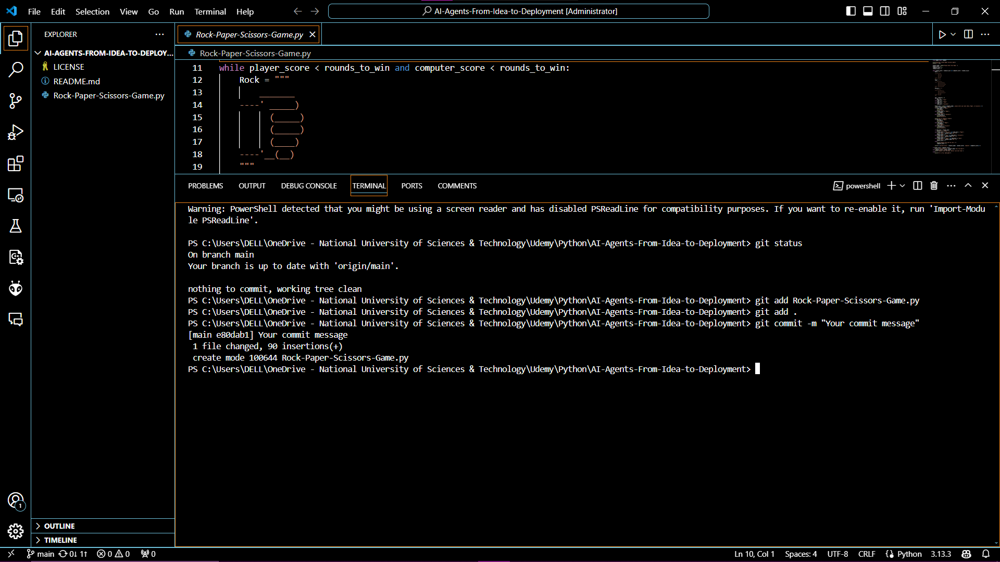 File Edit Selection View Go Run Terminal Help
AI-Agents-From-Idea-to-Deployment [Administrator]
EXPLORER
AI-AGENTS-FROM-IDEA-TO-DEPLOY...
LICENSE
README.md
Rock-Paper-Scissors-Game.py
Rock-Paper-Scissors-Game.py
Rock-Paper-Scissors-Game.py
11 while player_score < rounds_to_win and computer_score < rounds_to_win:
12     Rock = """
13         _______
14     ----' _____)
15           (_____)
16           (_____)
17           (____)
18     ----'__(__)
19     """
PROBLEMS OUTPUT DEBUG CONSOLE TERMINAL PORTS COMMENTS
powershell
Warning: PowerShell detected that you might be using a screen reader and has disabled PSReadLine for compatibility purposes. If you want to re-enable it, run 'Import-Modu
le PSReadLine'.
PS C:\Users\DELL\OneDrive - National University of Sciences & Technology\Udemy\Python\AI-Agents-From-Idea-to-Deployment> git status
On branch main
Your branch is up to date with 'origin/main'.
nothing to commit, working tree clean
PS C:\Users\DELL\OneDrive - National University of Sciences & Technology\Udemy\Python\AI-Agents-From-Idea-to-Deployment> git add Rock-Paper-Scissors-Game.py
PS C:\Users\DELL\OneDrive - National University of Sciences & Technology\Udemy\Python\AI-Agents-From-Idea-to-Deployment> git add .
PS C:\Users\DELL\OneDrive - National University of Sciences & Technology\Udemy\Python\AI-Agents-From-Idea-to-Deployment> git commit -m "Your commit message"
[main e80dab1] Your commit message
 1 file changed, 90 insertions(+)
 create mode 100644 Rock-Paper-Scissors-Game.py
PS C:\Users\DELL\OneDrive - National University of Sciences & Technology\Udemy\Python\AI-Agents-From-Idea-to-Deployment>
1
OUTLINE
TIMELINE
main 0↓ 1↑ 0 0 0
Ln 10, Col 1 Spaces: 4 UTF-8 CRLF Python 3.13.3